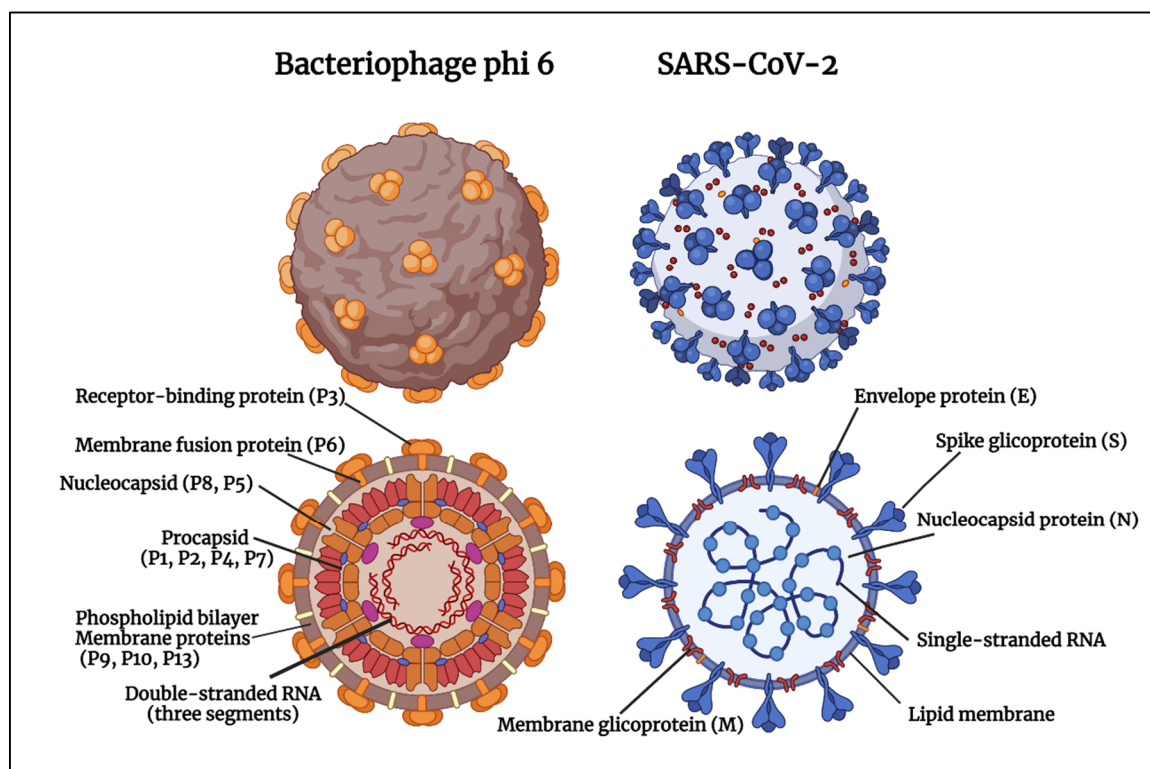 Bacteriophage phi 6
SARS-CoV-2
Receptor-binding protein (P3)
Membrane fusion protein (P6)
Nucleocapsid (P8, P5)
Procapsid
(P1, P2, P4, P7)
Phospholipid bilayer
Membrane proteins
(P9, P10, P13)
Double-stranded RNA
(three segments)
Envelope protein (E)
Spike glicoprotein (S)
Nucleocapsid protein (N)
Single-stranded RNA
Lipid membrane
Membrane glicoprotein (M)